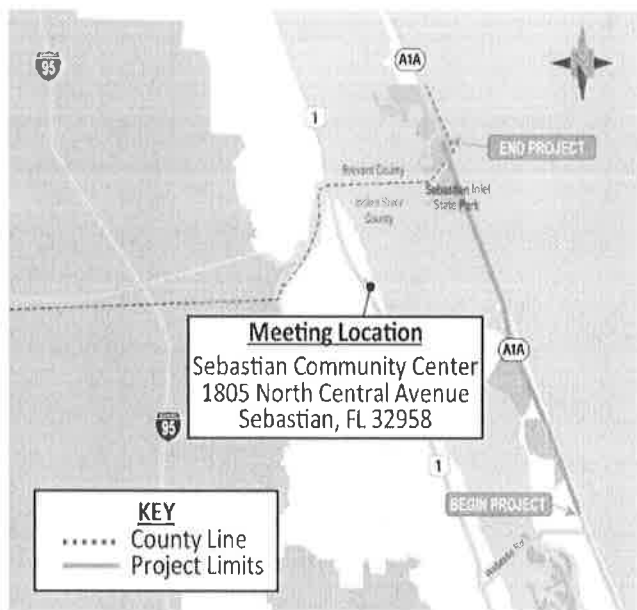 95
A1A
1
END PROJECT
Brevard County
Indian River
County
Sebastian Inlet
State Park
Meeting Location
Sebastian Community Center
1805 North Central Avenue
Sebastian, FL 32958
A1A
95
1
BEGIN PROJECT
KEY
County Line
Project Limits